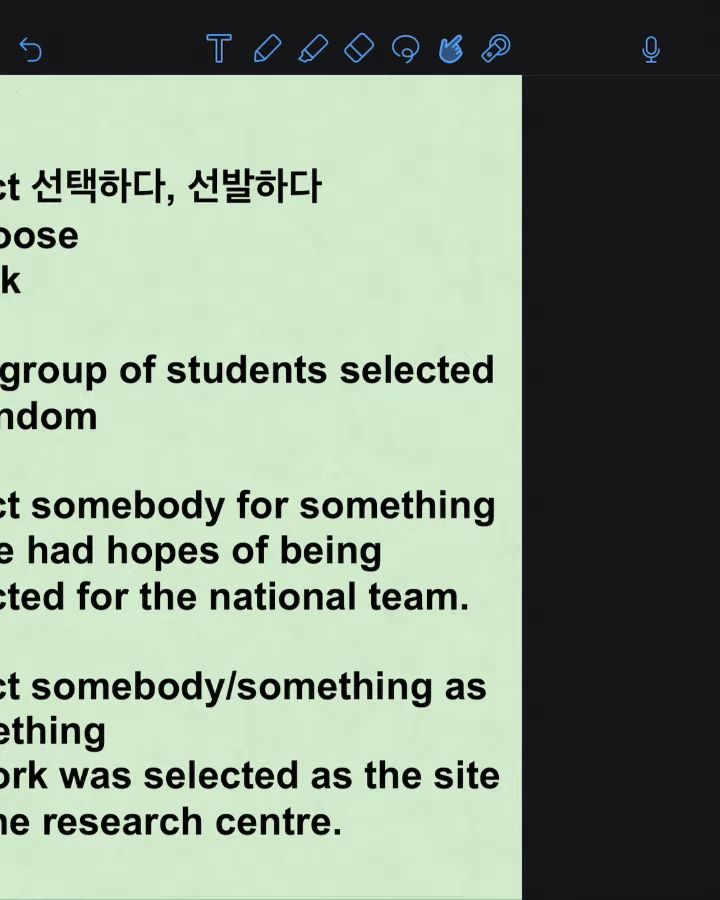 ct 선택하다, 선발하다
oose
k
group of students selected
ndom
ct somebody for something
e had hopes of being
cted for the national team.
ct somebody/something as
ething
ork was selected as the site
ne research centre.